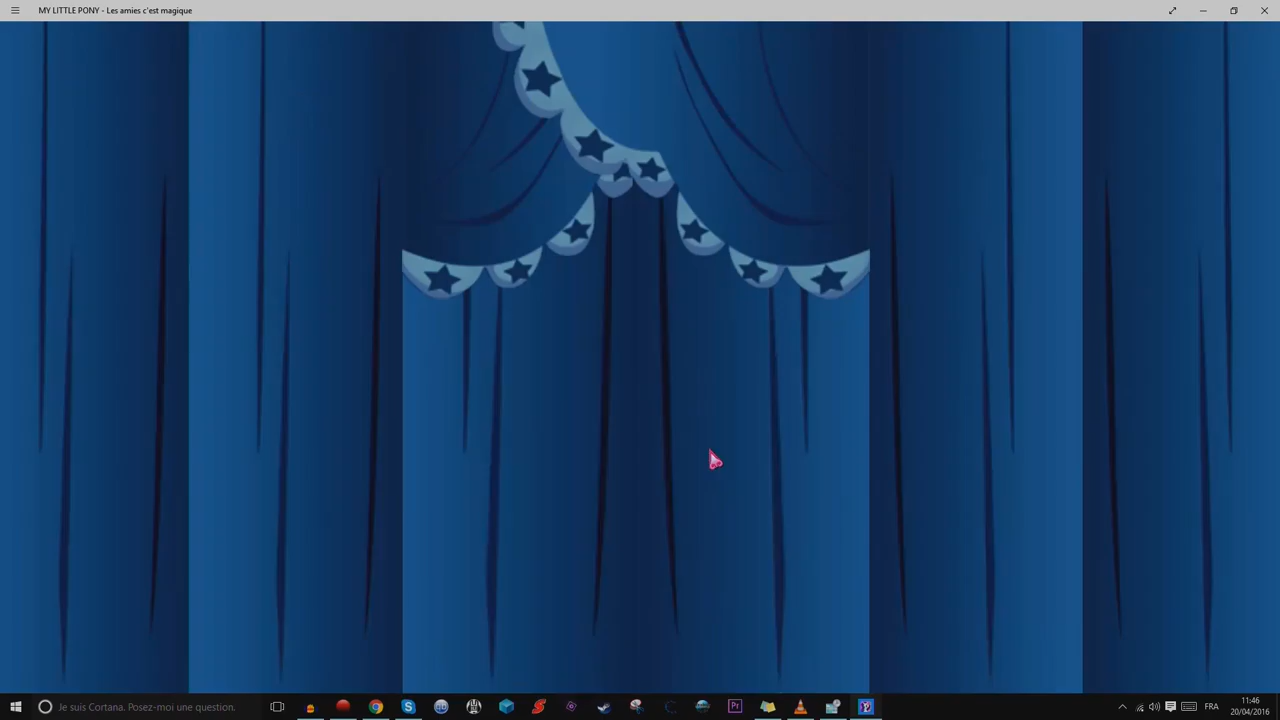 MY LITTLE PONY - Les amies c'est magique
Je suis Cortana. Posez-moi une question.
Pr
FRA
11:46
20/04/2016